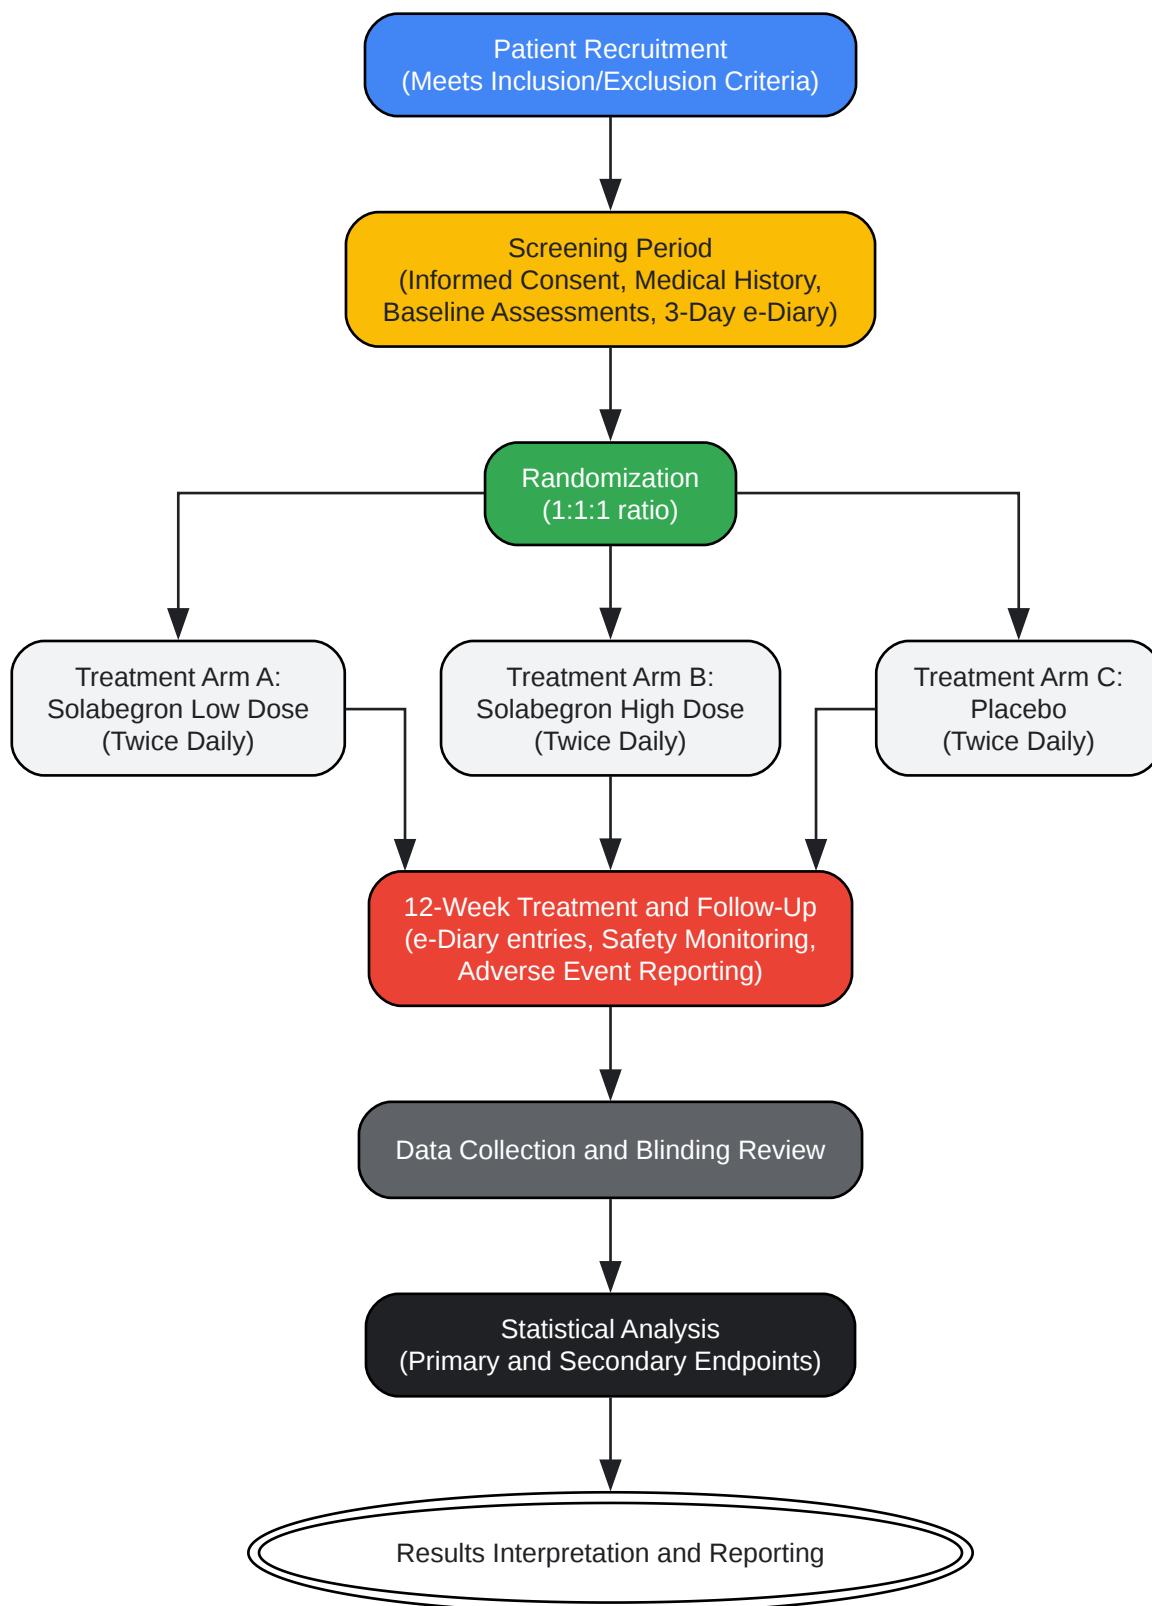 Patient Recruitment
(Meets Inclusion/Exclusion Criteria)
Screening Period
(Informed Consent, Medical History,
Baseline Assessments, 3-Day e-Diary)
Randomization
(1:1:1 ratio)
Treatment Arm A:
Solabegron Low Dose
(Twice Daily)
Treatment Arm B:
Solabegron High Dose
(Twice Daily)
Treatment Arm C:
Placebo
(Twice Daily)
12-Week Treatment and Follow-Up
(e-Diary entries, Safety Monitoring,
Adverse Event Reporting)
Data Collection and Blinding Review
Statistical Analysis
(Primary and Secondary Endpoints)
Results Interpretation and Reporting